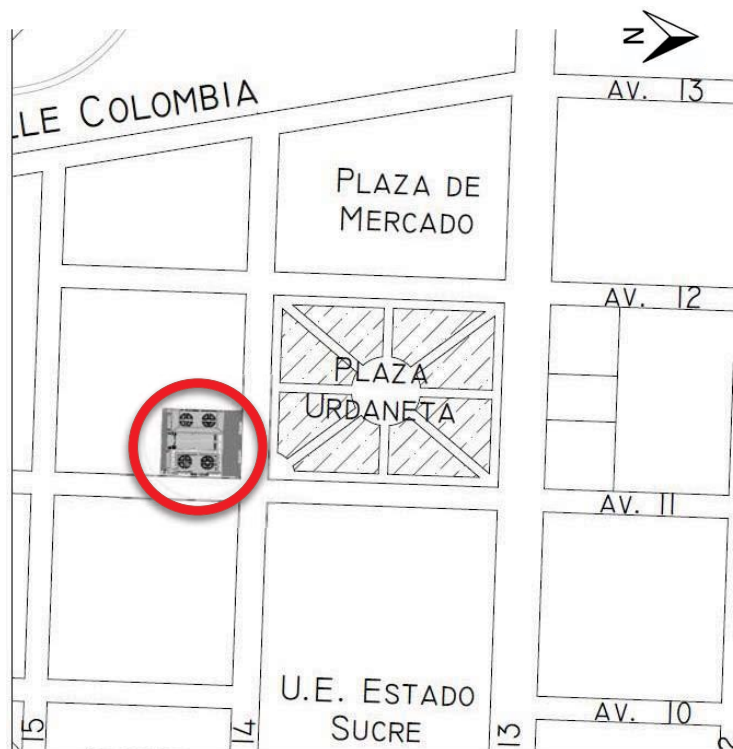 N
LLE COLOMBIA
AV. 13
PLAZA DE
MERCADO
AV. 12
PLAZA
URDANETA
AV. 11
U.E. ESTADO
SUCRE
AV. 10
15
14
13